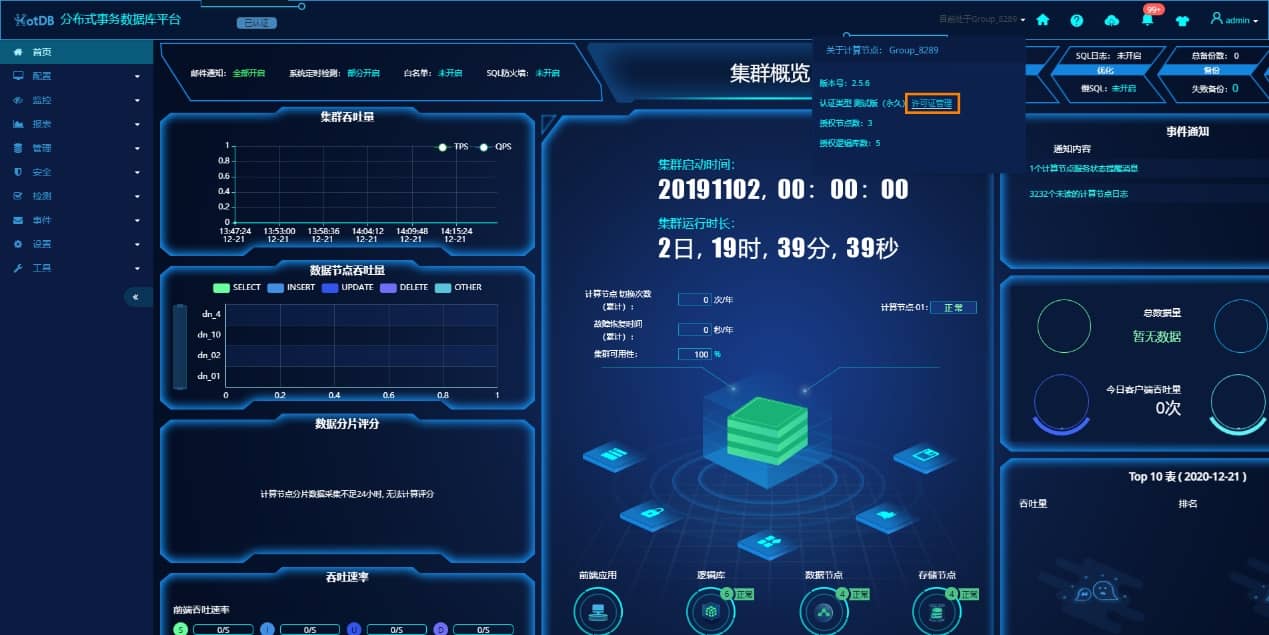 HotDB 分布式事务数据库平台
已认证
目前处于Group_8289
99+
admin
首页
配置
监控
报表
管理
安全
检测
事件
设置
工具
«
邮件通知: 全部开启
系统定时检测: 部分开启
白名单: 未开启
SQL防火墙: 未开启
集群概览
关于计算节点: Group_8289
版本号: 2.5.6
认证类型 测试版 (永久) 许可证管理
授权节点数: 3
授权逻辑库数: 5
SQL日志: 未开启
优化
慢SQL: 未开启
总备份数: 0
备份
失败备份: 0
集群吞吐量
TPS QPS
1
0.8
0.6
0.4
0.2
0
13:47:24 13:53:00 13:58:36 14:04:12 14:09:48 14:15:24
12-21 12-21 12-21 12-21 12-21 12-21
数据节点吞吐量
SELECT INSERT UPDATE DELETE OTHER
dn_4
dn_10
dn_02
dn_01
0 0.2 0.4 0.6 0.8 1
数据分片评分
计算节点分片数据采集不足24小时, 无法计算评分
吞吐速率
前端吞吐速率
S 0/S I 0/S U 0/S D 0/S
集群启动时间:
20191102, 00: 00: 00
集群运行时长:
2日, 19时, 39分, 39秒
计算节点切换次数
(累计) :
0 次/年
故障恢复时间
(累计) :
0 秒/年
集群可用性:
100 %
计算节点-01: 正常
前端应用
逻辑库
6 正常
数据节点
4 正常
存储节点
4 正常
事件通知
通知内容
1个计算节点服务状态提醒消息
3232个未读的计算节点日志
总数据量
暂无数据
今日客户端吞吐量
0次
Top 10 表 ( 2020-12-21 )
吞吐量 排名